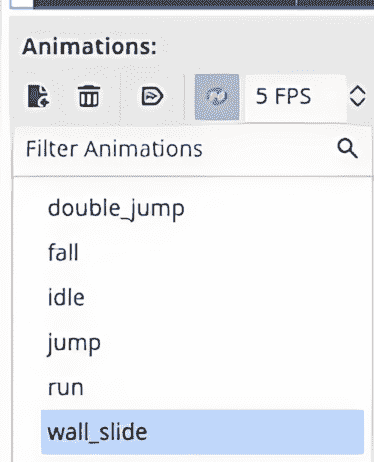 Animations:
5 FPS
Filter Animations
double_jump
fall
idle
jump
run
wall_slide